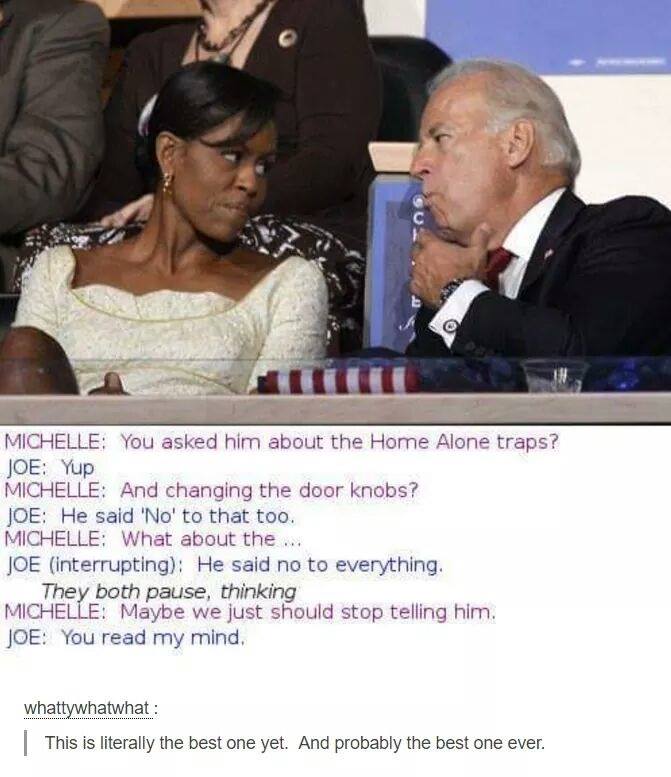 MICHELLE: You asked him about the Home Alone traps?
JOE: Yup
MICHELLE: And changing the door knobs?
JOE: He said 'No' to that too.
MICHELLE: What about the ...
JOE (interrupting): He said no to everything.
They both pause, thinking
MICHELLE: Maybe we just should stop telling him.
JOE: You read my mind.
whattywhatwhat :
This is literally the best one yet. And probably the best one ever.